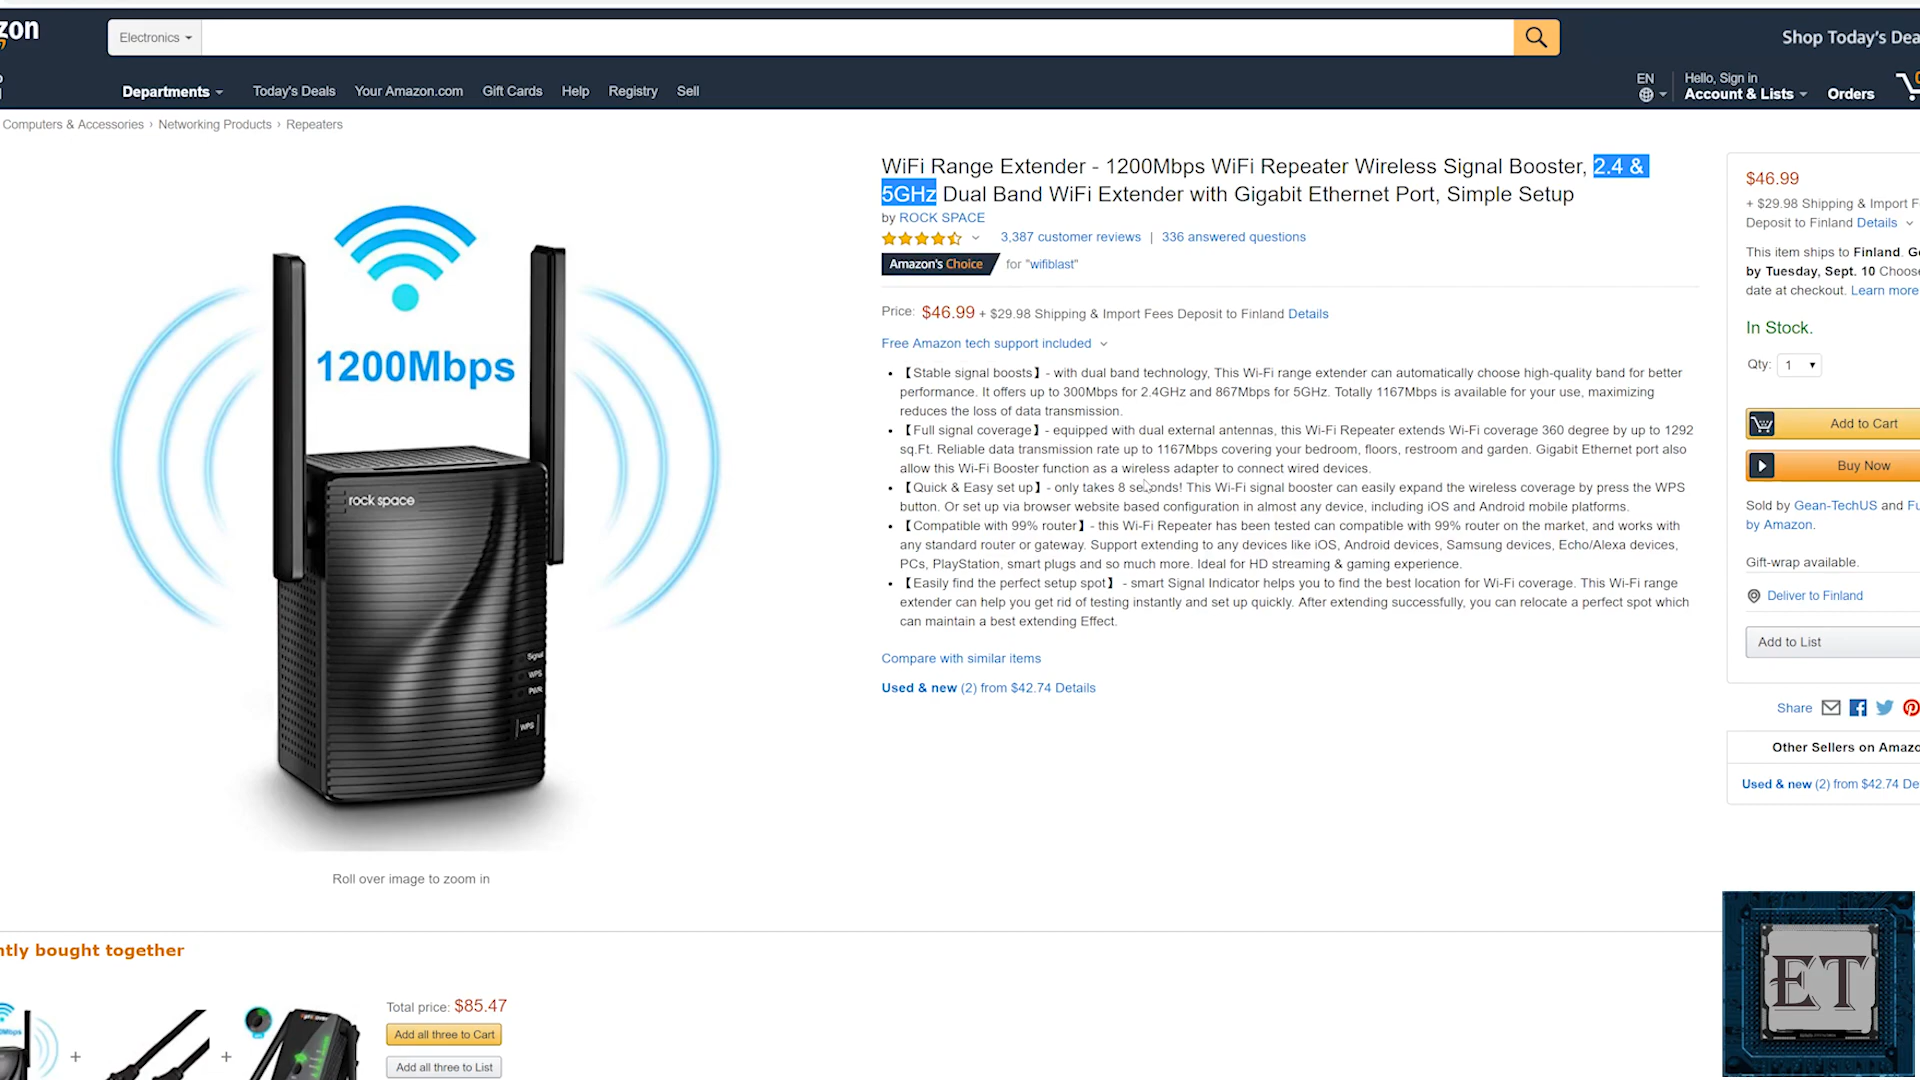 zon
Electronics
Shop Today's Dea
Departments
Today's Deals
Your Amazon.com
Gift Cards
Help
Registry
Sell
EN
Hello, Sign in
Account & Lists
Orders
Computers & Accessories › Networking Products › Repeaters
1200Mbps
rock space
Signal
WPS
PWR
WPS
Roll over image to zoom in
WiFi Range Extender - 1200Mbps WiFi Repeater Wireless Signal Booster, 2.4 &
5GHz Dual Band WiFi Extender with Gigabit Ethernet Port, Simple Setup
by ROCK SPACE
3,387 customer reviews | 336 answered questions
Amazon's Choice for "wifiblast"
Price: $46.99 + $29.98 Shipping & Import Fees Deposit to Finland Details
Free Amazon tech support included
• 【Stable signal boosts】- with dual band technology, This Wi-Fi range extender can automatically choose high-quality band for better
performance. It offers up to 300Mbps for 2.4GHz and 867Mbps for 5GHz. Totally 1167Mbps is available for your use, maximizing
reduces the loss of data transmission.
• 【Full signal coverage】- equipped with dual external antennas, this Wi-Fi Repeater extends Wi-Fi coverage 360 degree by up to 1292
sq.Ft. Reliable data transmission rate up to 1167Mbps covering your bedroom, floors, restroom and garden. Gigabit Ethernet port also
allow this Wi-Fi Booster function as a wireless adapter to connect wired devices.
• 【Quick & Easy set up】- only takes 8 seconds! This Wi-Fi signal booster can easily expand the wireless coverage by press the WPS
button. Or set up via browser website based configuration in almost any device, including iOS and Android mobile platforms.
• 【Compatible with 99% router】- this Wi-Fi Repeater has been tested can compatible with 99% router on the market, and works with
any standard router or gateway. Support extending to any devices like iOS, Android devices, Samsung devices, Echo/Alexa devices,
PCs, PlayStation, smart plugs and so much more. Ideal for HD streaming & gaming experience.
• 【Easily find the perfect setup spot】 - smart Signal Indicator helps you to find the best location for Wi-Fi coverage. This Wi-Fi range
extender can help you get rid of testing instantly and set up quickly. After extending successfully, you can relocate a perfect spot which
can maintain a best extending Effect.
Compare with similar items
Used & new (2) from $42.74 Details
$46.99
+ $29.98 Shipping & Import F
Deposit to Finland Details
This item ships to Finland. G
by Tuesday, Sept. 10 Choos
date at checkout. Learn more
In Stock.
Qty: 1
Add to Cart
Buy Now
Sold by Gean-TechUS and Fu
by Amazon.
Gift-wrap available.
Deliver to Finland
Add to List
Share
Other Sellers on Amazo
Used & new (2) from $42.74 De
ntly bought together
Total price: $85.47
Add all three to Cart
Add all three to List
ET